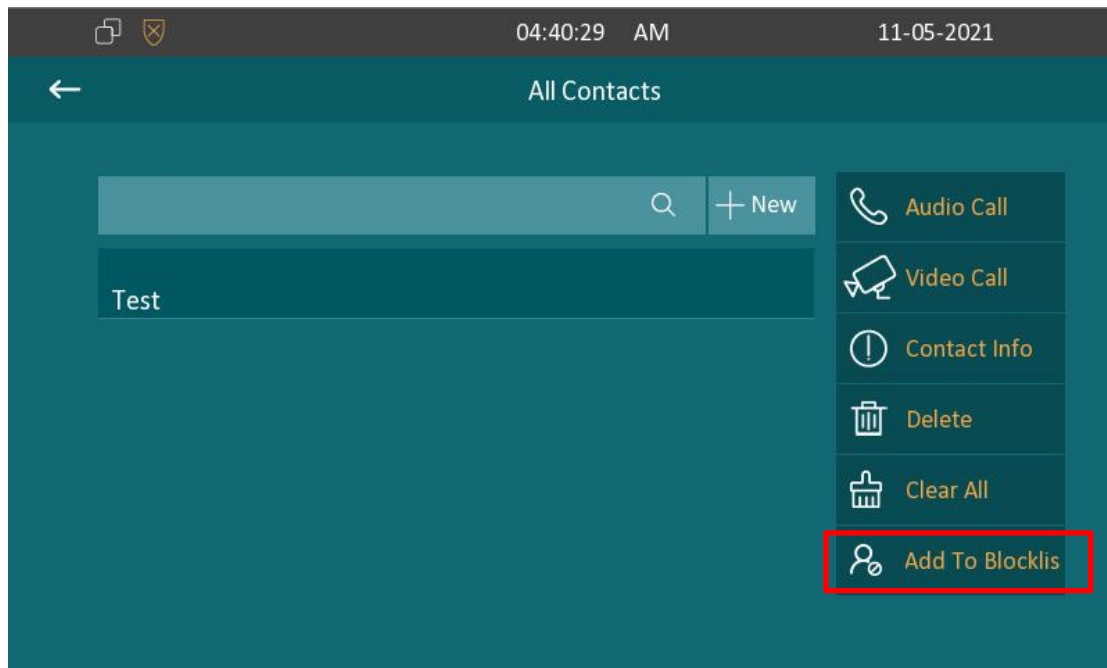 04:40:29 AM 11-05-2021
All Contacts
New
Test
Audio Call
Video Call
Contact Info
Delete
Clear All
Add To Blocklis